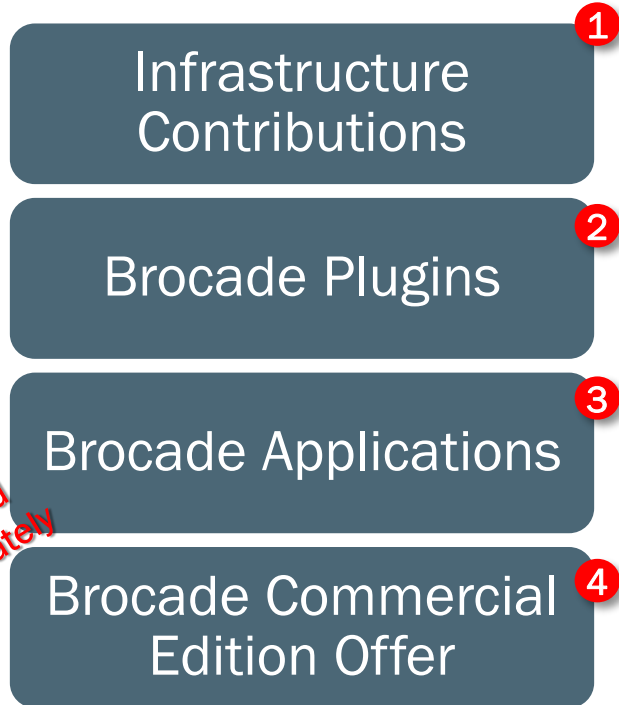 1
Infrastructure
Contributions
2
Brocade Plugins
3
Brocade Applications
4
Brocade Commercial
Edition Offer